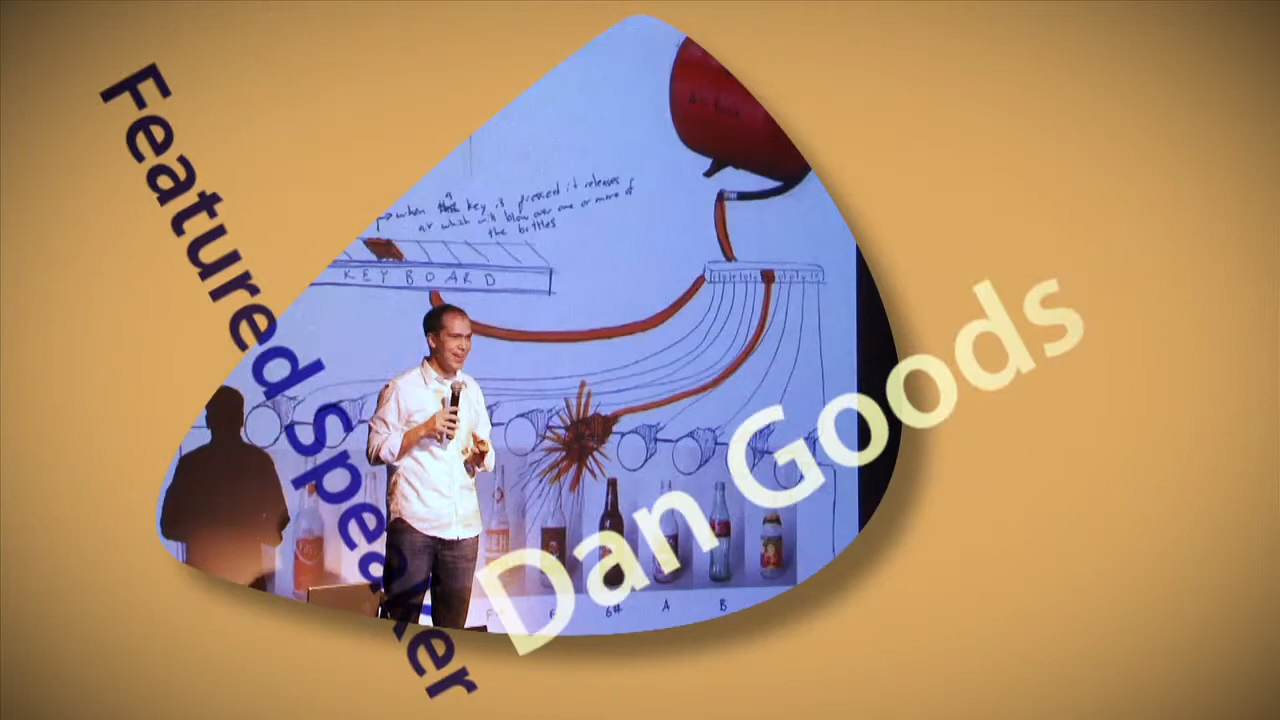 Featured Speaker
Dan Goods
when the key is pressed it releases
air which will blow over one or more of
the bottles
KEYBOARD
F
G# A B